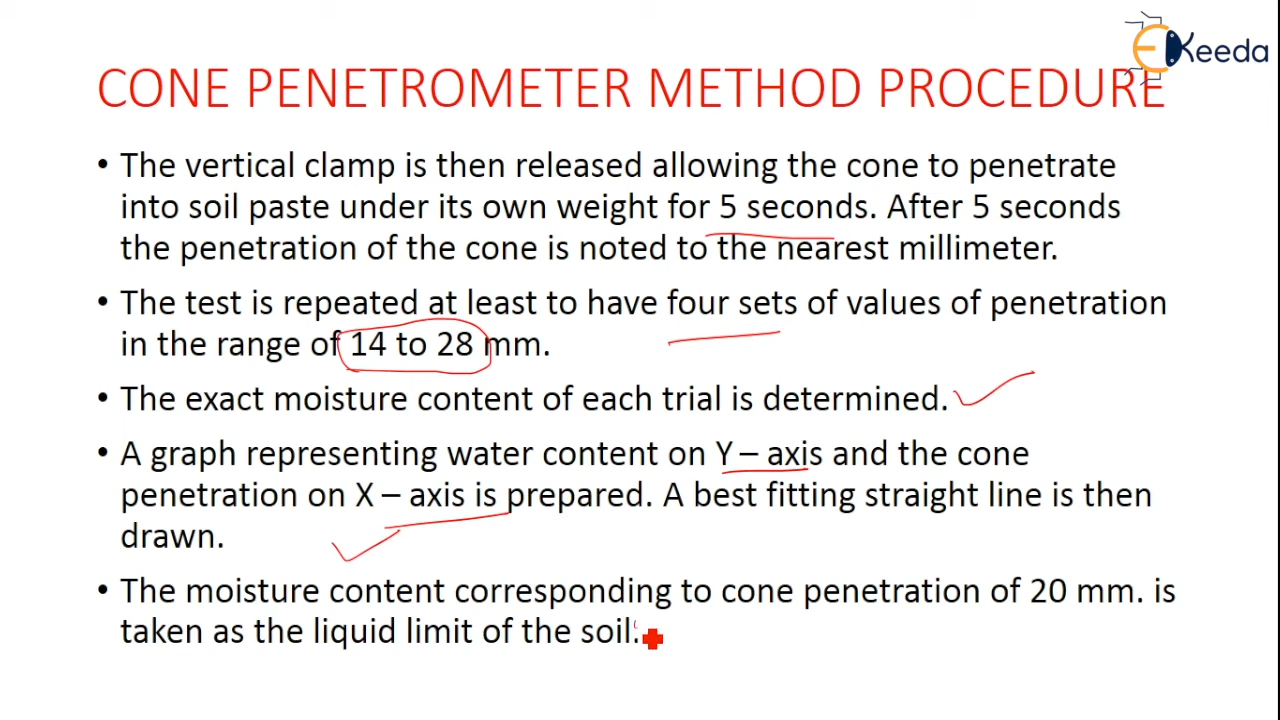 EKeeda
CONE PENETROMETER METHOD PROCEDURE
• The vertical clamp is then released allowing the cone to penetrate
into soil paste under its own weight for 5 seconds. After 5 seconds
the penetration of the cone is noted to the nearest millimeter.
• The test is repeated at least to have four sets of values of penetration
in the range of 14 to 28 mm.
• The exact moisture content of each trial is determined.
• A graph representing water content on Y – axis and the cone
penetration on X – axis is prepared. A best fitting straight line is then
drawn.
• The moisture content corresponding to cone penetration of 20 mm. is
taken as the liquid limit of the soil.